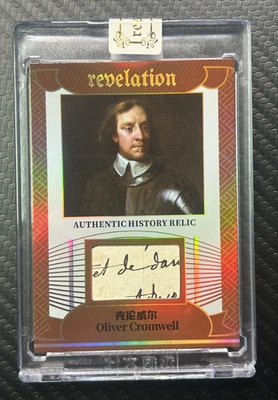 revelation
AUTHENTIC HISTORY RELIC
et de dan
克伦威尔
Oliver Cromwell